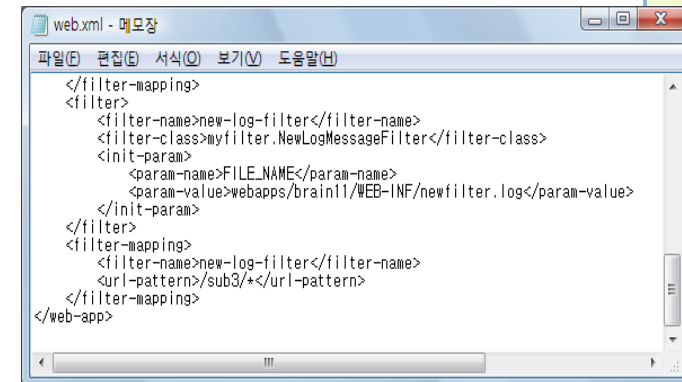 web.xml - 메모장
파일(F) 편집(E) 서식(O) 보기(V) 도움말(H)
</filter-mapping>
<filter>
<filter-name>new-log-filter</filter-name>
<filter-class>myfilter.NewLogMessageFilter</filter-class>
<init-param>
<param-name>FILE_NAME</param-name>
<param-value>webapps/brain11/WEB-INF/newfilter.log</param-value>
</init-param>
</filter>
<filter-mapping>
<filter-name>new-log-filter</filter-name>
<url-pattern>/sub3/*</url-pattern>
</filter-mapping>
</web-app>